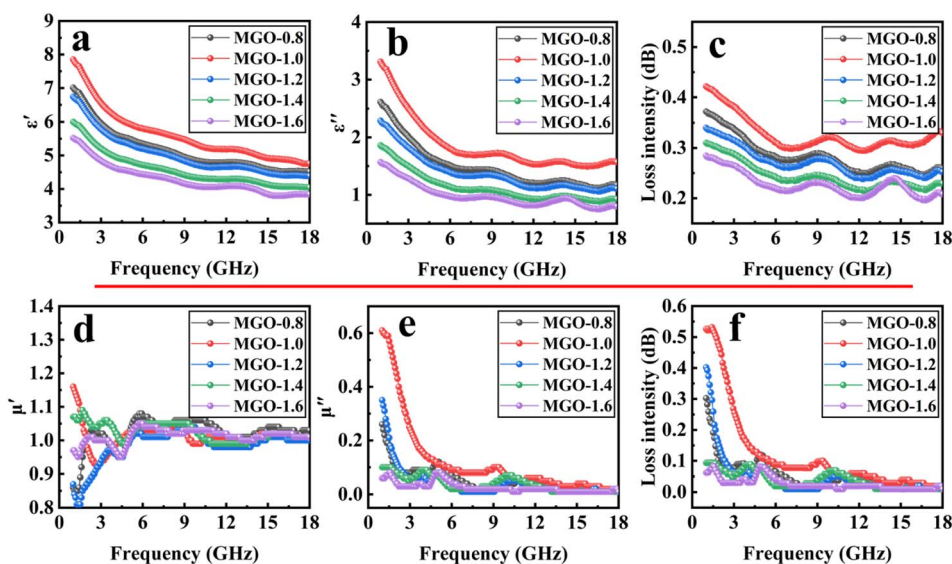 a
MGO-0.8
MGO-1.0
MGO-1.2
MGO-1.4
MGO-1.6
9
8
7
6
5
4
3
ε′
0 3 6 9 12 15 18
Frequency (GHz)
b
MGO-0.8
MGO-1.0
MGO-1.2
MGO-1.4
MGO-1.6
4
3
2
1
ε′′
0 3 6 9 12 15 18
Frequency (GHz)
c
MGO-0.8
MGO-1.0
MGO-1.2
MGO-1.4
MGO-1.6
0.5
0.4
0.3
0.2
Loss intensity (dB)
0 3 6 9 12 15 18
Frequency (GHz)
d
MGO-0.8
MGO-1.0
MGO-1.2
MGO-1.4
MGO-1.6
1.4
1.3
1.2
1.1
1.0
0.9
0.8
μ′
0 3 6 9 12 15 18
Frequency (GHz)
e
MGO-0.8
MGO-1.0
MGO-1.2
MGO-1.4
MGO-1.6
0.6
0.4
0.2
0.0
μ′′
0 3 6 9 12 15 18
Frequency (GHz)
f
MGO-0.8
MGO-1.0
MGO-1.2
MGO-1.4
MGO-1.6
0.6
0.5
0.4
0.3
0.2
0.1
0.0
Loss intensity (dB)
0 3 6 9 12 15 18
Frequency (GHz)